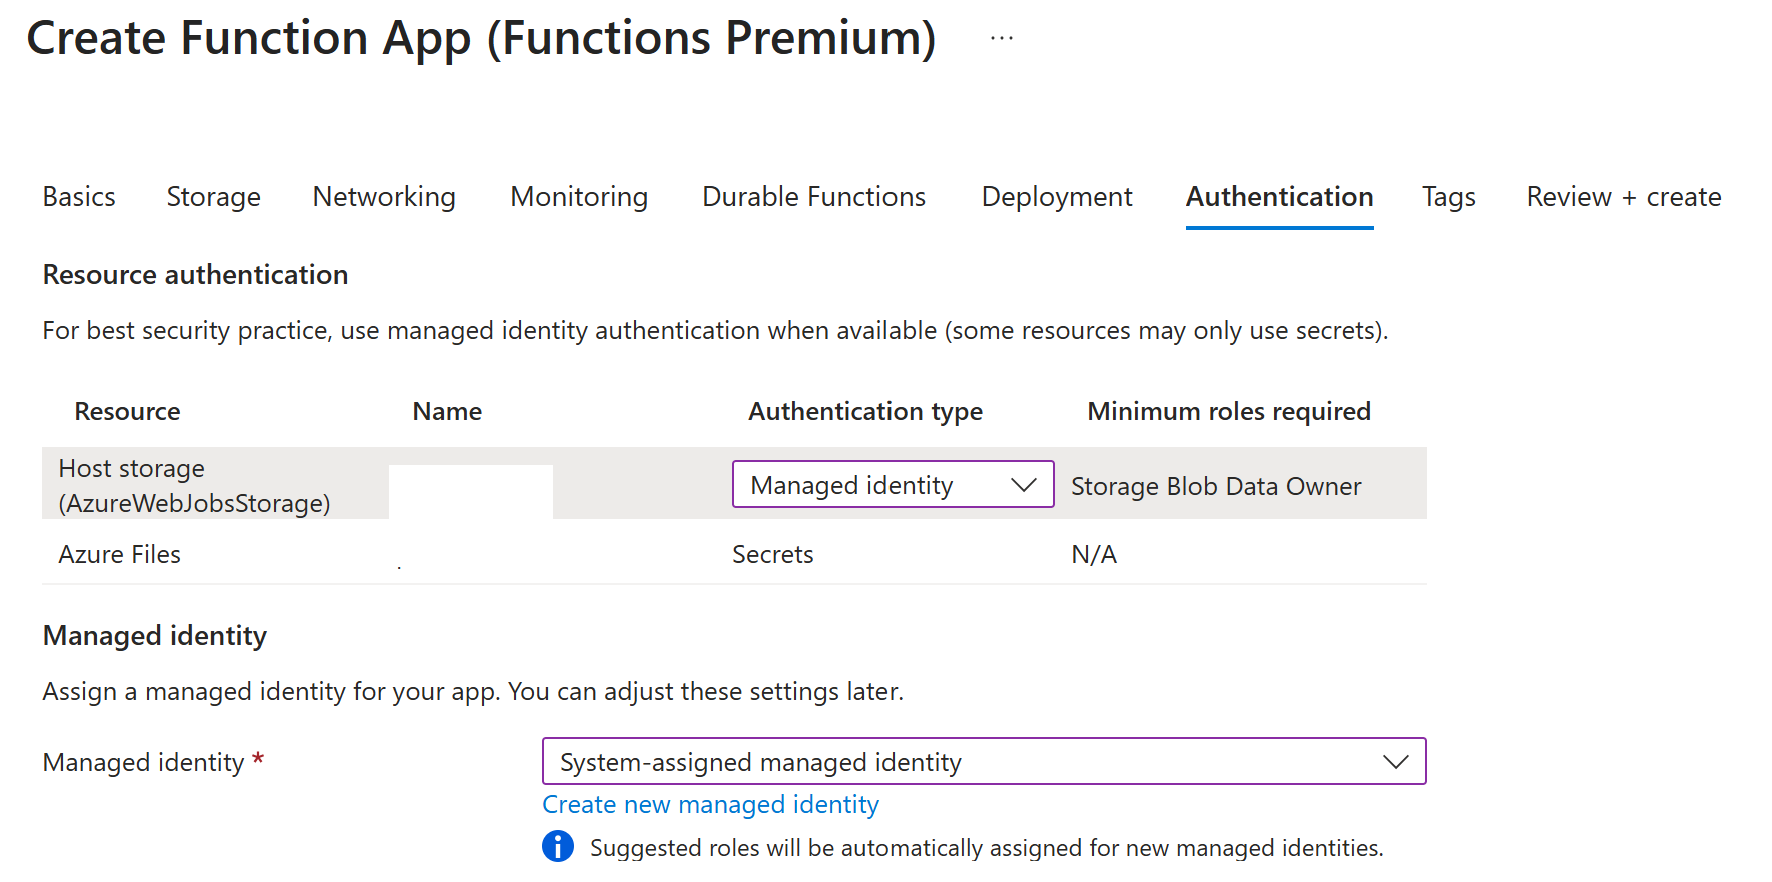 Create Function App (Functions Premium) ...
Basics Storage Networking Monitoring Durable Functions Deployment Authentication Tags Review + create
Resource authentication
For best security practice, use managed identity authentication when available (some resources may only use secrets).
Resource Name Authentication type Minimum roles required
Host storage
(AzureWebJobsStorage) Managed identity Storage Blob Data Owner
Azure Files Secrets N/A
Managed identity
Assign a managed identity for your app. You can adjust these settings later.
Managed identity * System-assigned managed identity
Create new managed identity
Suggested roles will be automatically assigned for new managed identities.